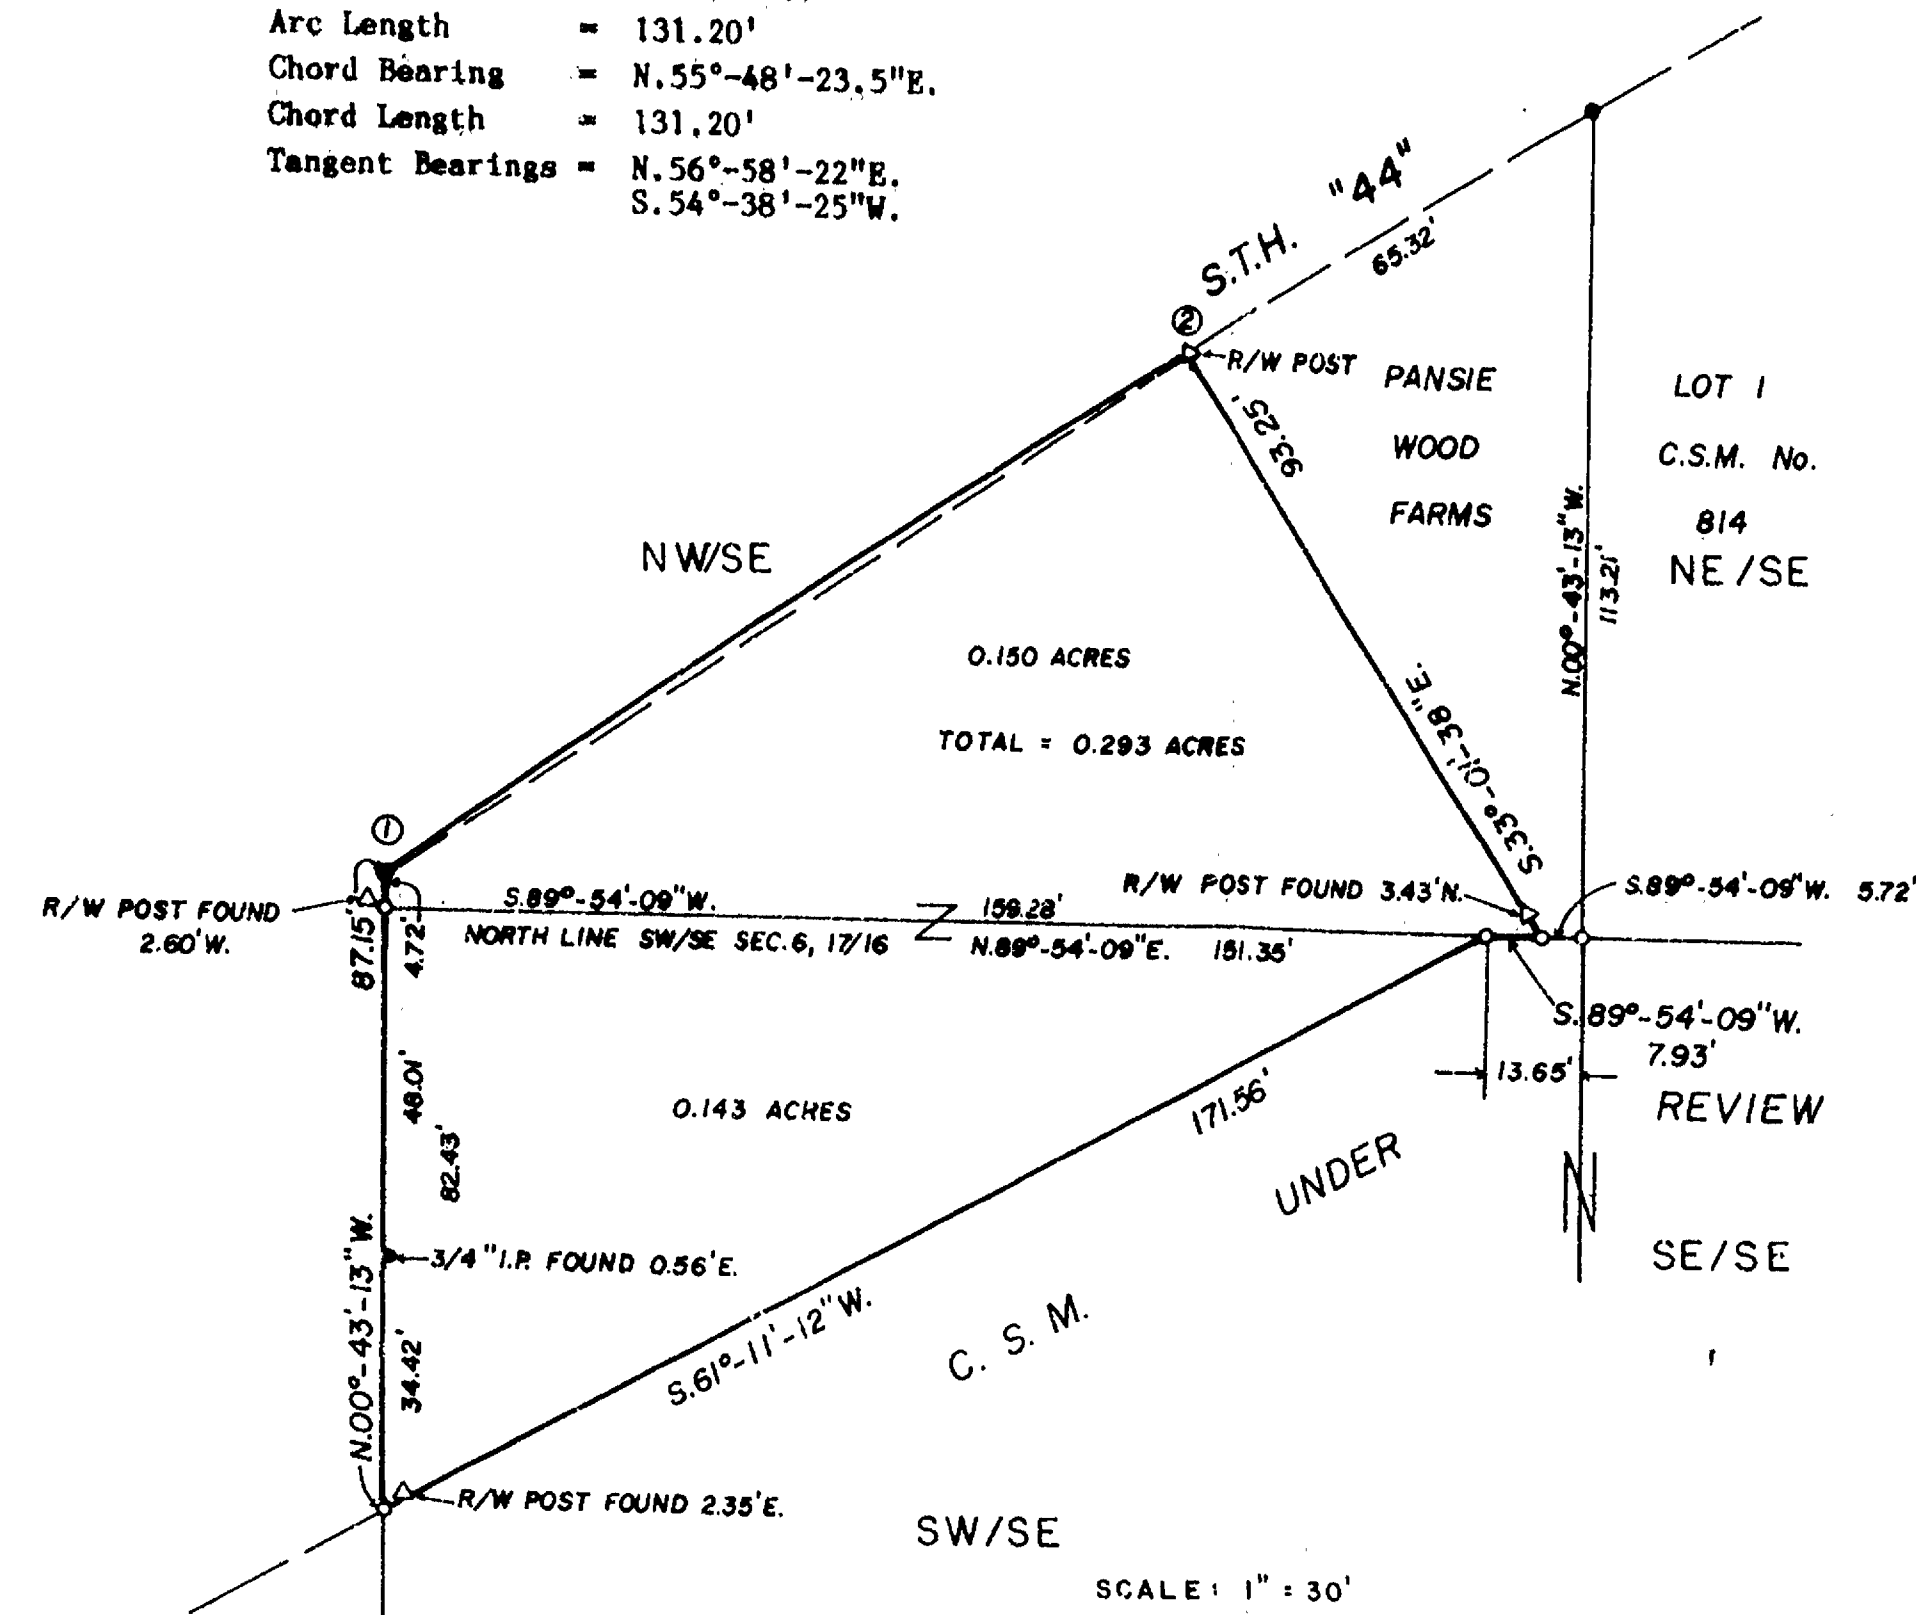 Arc Length = 131.20'
Chord Bearing = N.55°-48'-23.5"E.
Chord Length = 131.20'
Tangent Bearings = N.56°-58'-22"E.
S.54°-38'-25"W.
S.T.H. "44"
65.32'
2
R/W POST
PANSIE
WOOD
FARMS
LOT 1
C.S.M. No.
814
NE/SE
93.25'
S.33°-01'-38"E.
N.00°-43'-13"W.
113.21'
NW/SE
0.150 ACRES
TOTAL = 0.293 ACRES
1
R/W POST FOUND
2.60'W.
87.15'
4.72'
S.89°-54'-09"W.
159.28'
NORTH LINE SW/SE SEC.6, 17/16
N.89°-54'-09"E. 151.35'
R/W POST FOUND 3.43'N.
S.89°-54'-09"W. 5.72'
S.89°-54'-09"W.
7.93'
13.65'
REVIEW
UNDER
C. S. M.
N
SE/SE
48.01'
82.43'
0.143 ACRES
171.56'
S.61°-11'-12"W.
3/4"I.P. FOUND 0.56'E.
N.00°-43'-13"W.
34.42'
R/W POST FOUND 2.35'E.
SW/SE
SCALE: 1" = 30'